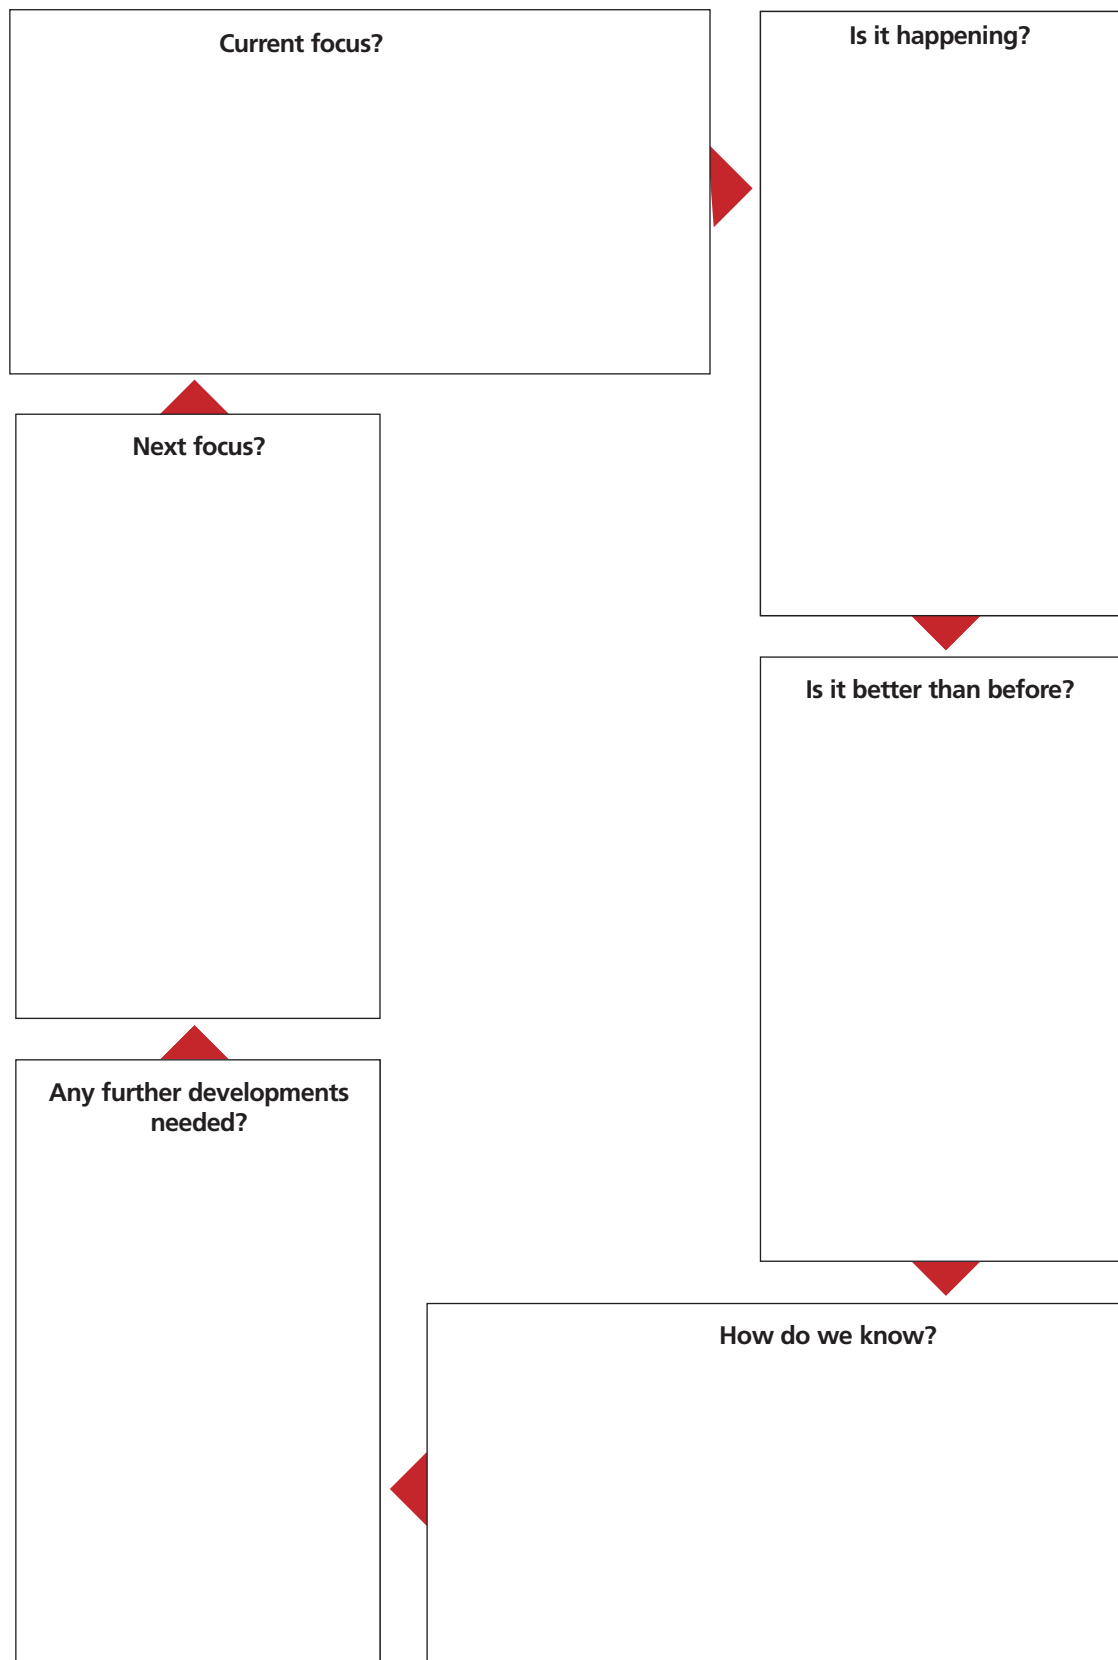 Current focus?
Is it happening?
Is it better than before?
How do we know?
Any further developments
needed?
Next focus?